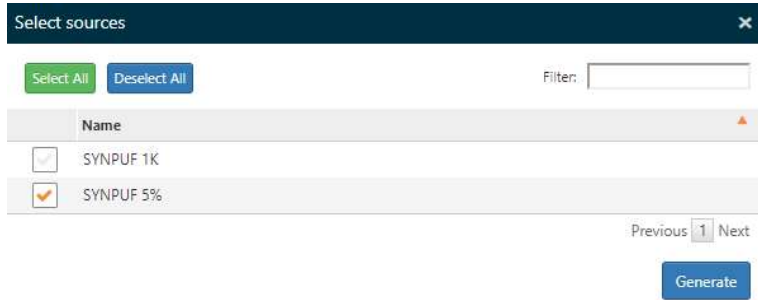 Select sources ×
Select All Deselect All Filter:
Name
SYNPUF 1K
SYNPUF 5%
Previous 1 Next
Generate